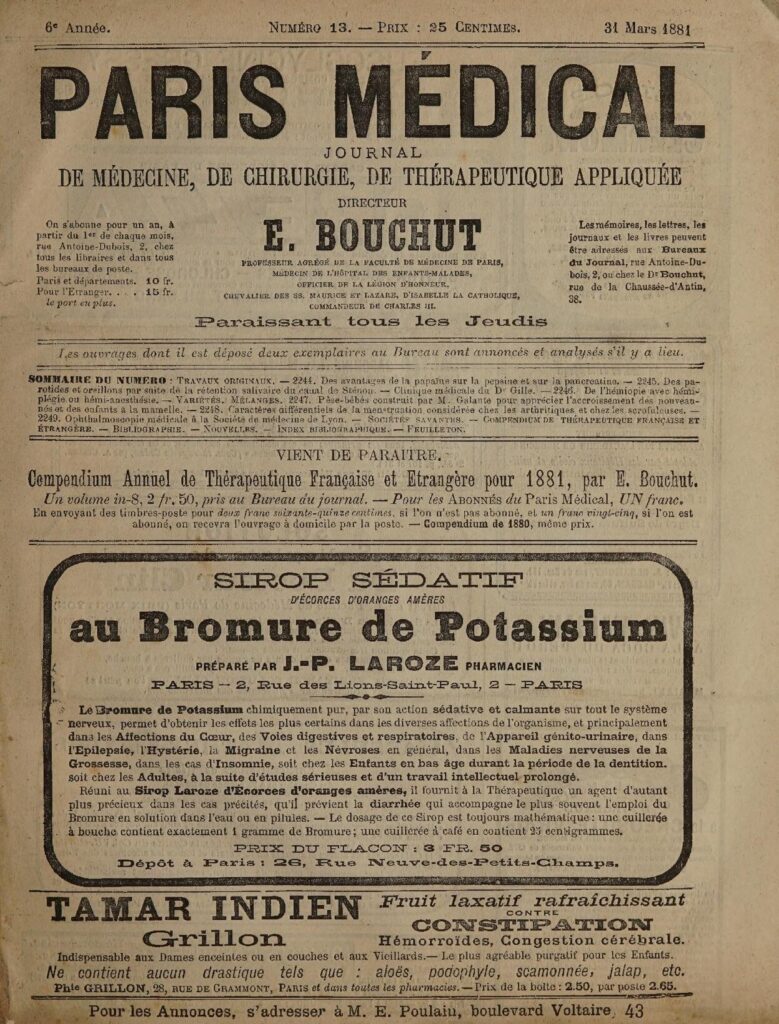 6e Année.
NUMÉRO 13. — PRIX : 25 CENTIMES.
31 Mars 1881
PARIS MÉDICAL
JOURNAL
DE MÉDECINE, DE CHIRURGIE, DE THÉRAPEUTIQUE APPLIQUÉE
DIRECTEUR
E. BOUCHUT
PROFESSEUR AGRÉGÉ DE LA FACULTÉ DE MÉDECINE DE PARIS,
MÉDECIN DE L'HÔPITAL DES ENFANTS-MALADES,
OFFICIER DE LA LÉGION D'HONNEUR,
CHEVALIER DES SS. MAURICE ET LAZARE, D'ISABELLE LA CATHOLIQUE,
COMMANDEUR DE CHARLES III.
On s'abonne pour un an, à
partir du 1er de chaque mois,
rue Antoine-Dubois, 2, chez
tous les libraires et dans tous
les bureaux de poste.
Paris et départements. 10 fr.
Pour l'Etranger. . . . 15 fr.
le port en plus.
Les mémoires, les lettres, les
journaux et les livres peuvent
être adressés aux Bureaux
du Journal, rue Antoine-Du-
bois, 2, ou chez le Dr Bouchut,
rue de la Chaussée-d'Antin,
38.
Paraissant tous les Jeudis
Les ouvrages dont il est déposé deux exemplaires au Bureau sont annoncés et analysés s'il y a lieu.
SOMMAIRE DU NUMERO : TRAVAUX ORIGINAUX. — 2244. Des avantages de la papaïne sur la pepsine et sur la pancreatine. — 2245. Des pa-
rotides et oreillons par suite de la rétention salivaire du canal de Sténon. — Clinique médicale du Dr Gille. — 2246. De l'hémiopie avec hémi-
plégie ou hémi-anesthésie. — VARIÉTÉS, MÉLANGES. 2247. Pèse-bébés construit par M. Galante pour apprécier l'accroissement des nouveau-
nés et des enfants à la mamelle. — 2248. Caractères différentiels de la menstruation considérée chez les arthritiques et chez les scrofuleuses. —
2249. Ophthalmoscopie médicale à la Société de médecine de Lyon. — SOCIÉTÉS SAVANTES. — COMPENDIUM DE THÉRAPEUTIQUE FRANÇAISE ET
ÉTRANGÈRE. — BIBLIOGRAPHIE. — NOUVELLES. — INDEX BIBLIOGRAPHIQUE. — FEUILLETON.
VIENT DE PARAITRE.
Compendium Annuel de Thérapeutique Française et Etrangère pour 1881, par E. Bouchut.
Un volume in-8, 2 fr. 50, pris au Bureau du journal. — Pour les ABONNÉS du Paris Médical, UN franc.
En envoyant des timbres-poste pour deux franc soixante-quinze centimes, si l'on n'est pas abonné, et un franc vingt-cinq, si l'on est
abonné, on recevra l'ouvrage à domicile par la poste. — Compendium de 1880, même prix.
SIROP SÉDATIF
D'ÉCORCES D'ORANGES AMÈRES
au Bromure de Potassium
PRÉPARÉ PAR J.-P. LAROZE PHARMACIEN
PARIS — 2, Rue des Lions-Saint-Paul, 2 — PARIS
Le Bromure de Potassium chimiquement pur, par son action sédative et calmante sur tout le système
nerveux, permet d'obtenir les effets les plus certains dans les diverses affections de l'organisme, et principalement
dans les Affections du Cœur, des Voies digestives et respiratoires, de l'Appareil génito-urinaire, dans
l'Epilepsie, l'Hystérie, la Migraine et les Névroses en général, dans les Maladies nerveuses de la
Grossesse, dans les cas d'Insomnie, soit chez les Enfants en bas âge durant la période de la dentition,
soit chez les Adultes, à la suite d'études sérieuses et d'un travail intellectuel prolongé.
Réuni au Sirop Laroze d'Écorces d'oranges amères, il fournit à la Thérapeutique un agent d'autant
plus précieux dans les cas précités, qu'il prévient la diarrhée qui accompagne le plus souvent l'emploi du
Bromure en solution dans l'eau ou en pilules. — Le dosage de ce Sirop est toujours mathématique : une cuillerée
à bouche contient exactement 1 gramme de Bromure ; une cuillerée à café en contient 25 centigrammes.
PRIX DU FLACON : 3 FR. 50
Dépôt à Paris : 26, Rue Neuve-des-Petits-Champs.
TAMAR INDIEN
Grillon
Fruit laxatif rafraîchissant
CONTRE
CONSTIPATION
Hémorroïdes, Congestion cérébrale.
Indispensable aux Dames enceintes ou en couches et aux Vieillards.— Le plus agréable purgatif pour les Enfants.
Ne contient aucun drastique tels que : aloës, podophyle, scamonnée, jalap, etc.
Phie GRILLON, 28, RUE DE GRAMMONT, PARIS et dans toutes les pharmacies. — Prix de la boîte : 2.50, par poste 2.65.
Pour les Annonces, s'adresser à M. E. Poulain, boulevard Voltaire, 43